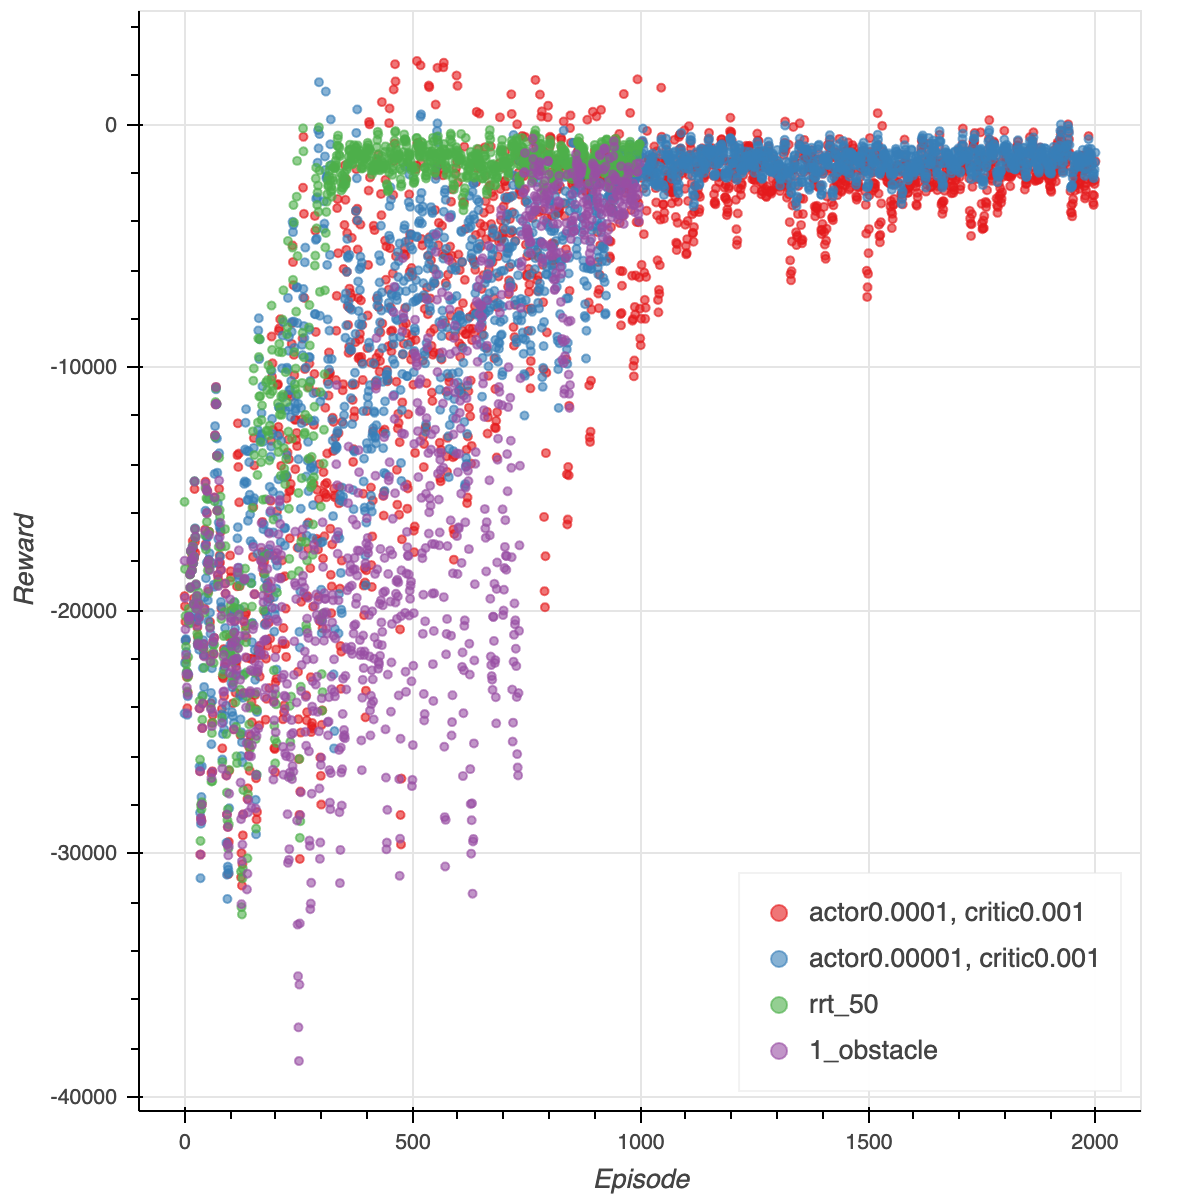 0
-10000
-20000
-30000
-40000
Reward
0
500
1000
1500
2000
Episode
actor0.0001, critic0.001
actor0.00001, critic0.001
rrt_50
1_obstacle